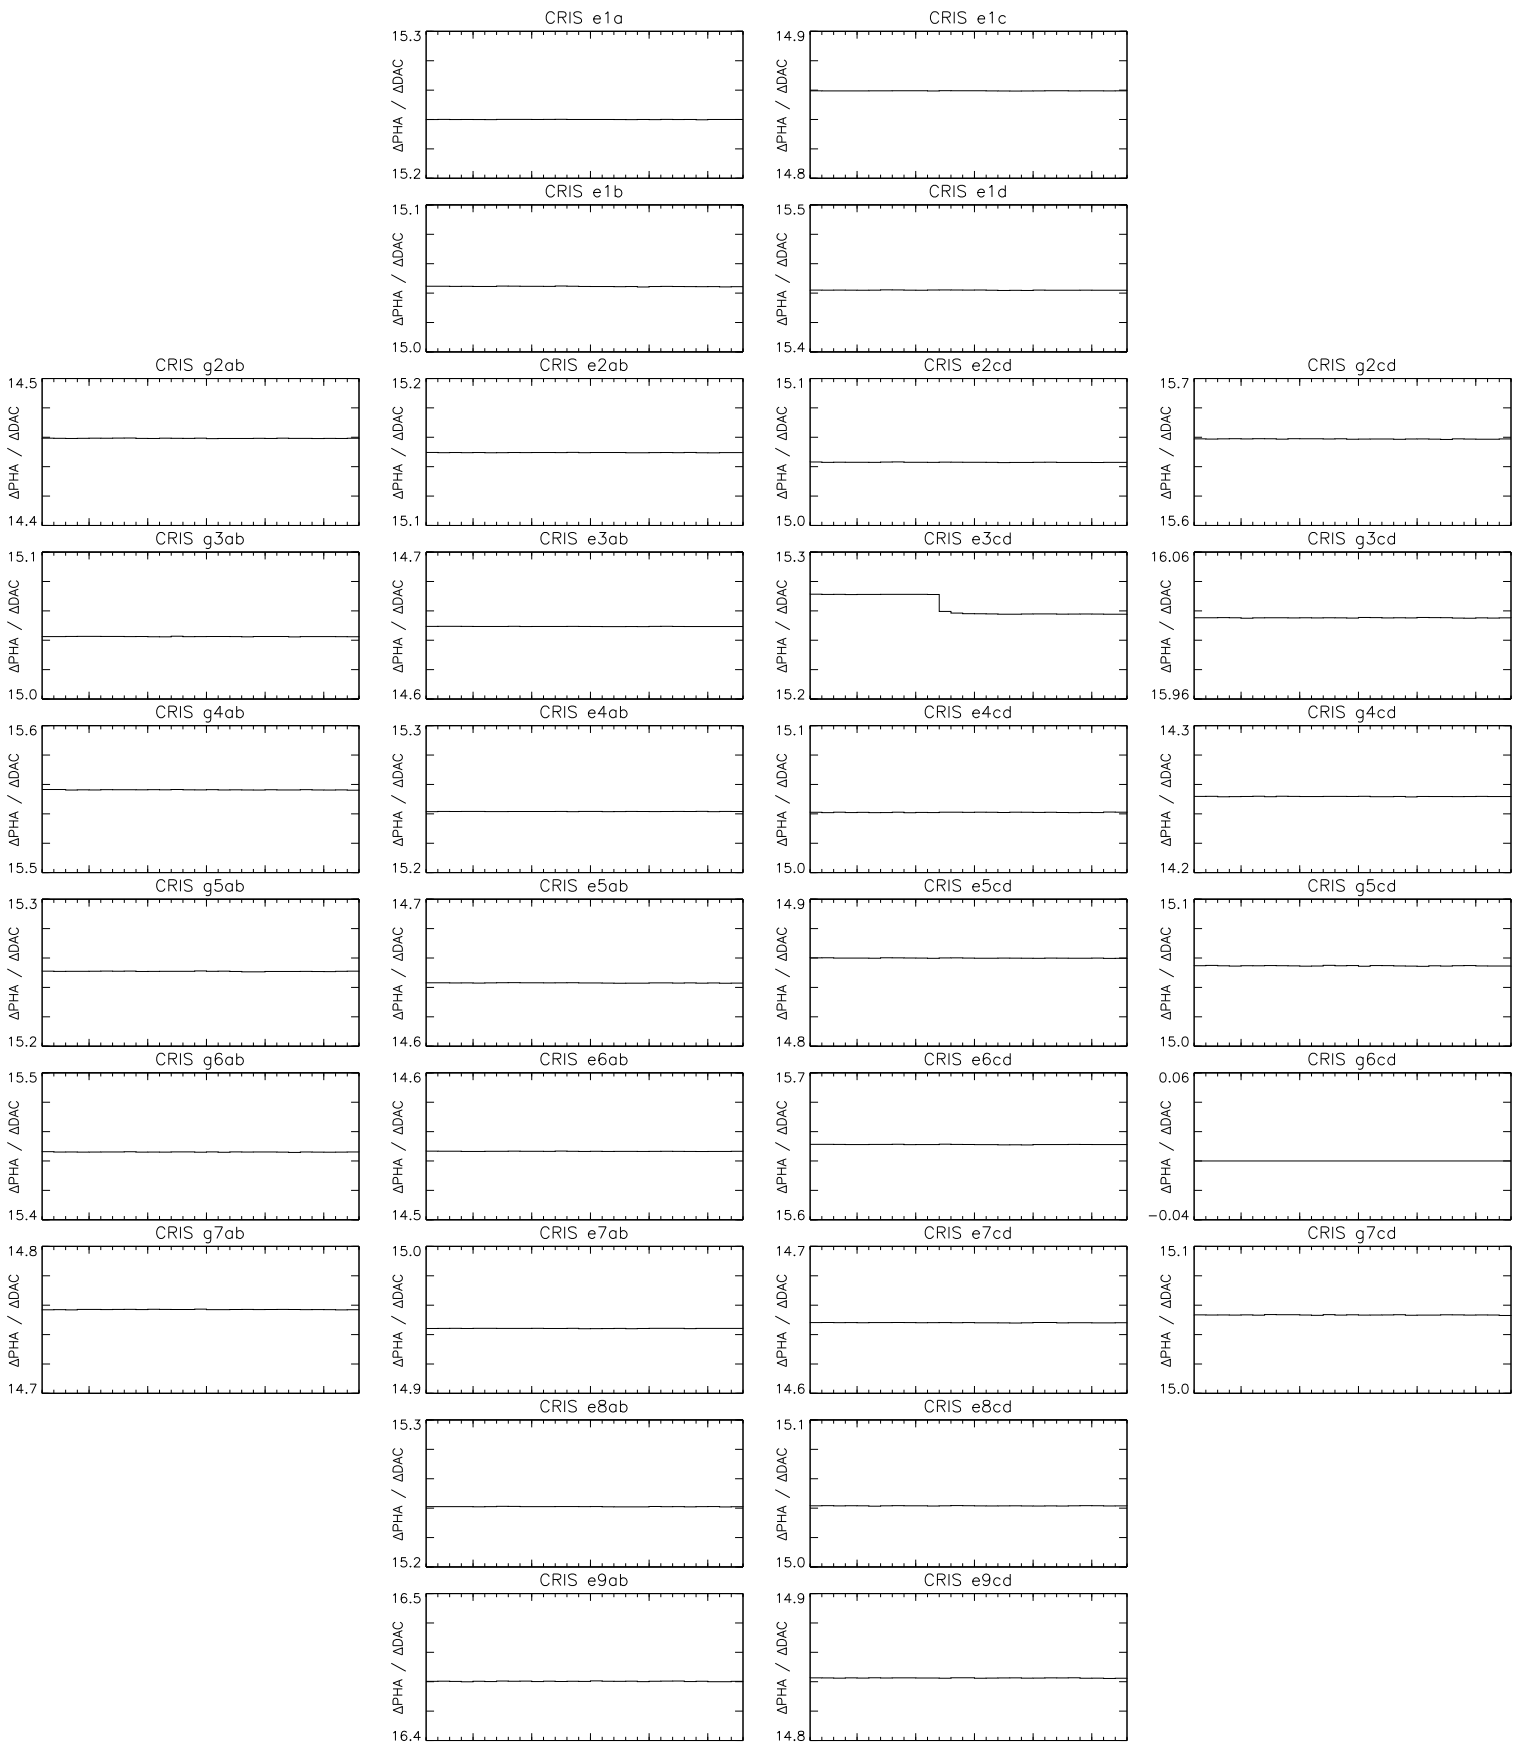 CRIS e1a
CRIS e1c
15.3
ΔPHA / ΔDAC
15.2
14.9
ΔPHA / ΔDAC
14.8
CRIS e1b
CRIS e1d
15.1
ΔPHA / ΔDAC
15.0
15.5
ΔPHA / ΔDAC
15.4
CRIS g2ab
CRIS e2ab
CRIS e2cd
CRIS g2cd
14.5
ΔPHA / ΔDAC
14.4
15.2
ΔPHA / ΔDAC
15.1
15.1
ΔPHA / ΔDAC
15.0
15.7
ΔPHA / ΔDAC
15.6
CRIS g3ab
CRIS e3ab
CRIS e3cd
CRIS g3cd
15.1
ΔPHA / ΔDAC
15.0
14.7
ΔPHA / ΔDAC
14.6
15.3
ΔPHA / ΔDAC
15.2
16.06
ΔPHA / ΔDAC
15.96
CRIS g4ab
CRIS e4ab
CRIS e4cd
CRIS g4cd
15.6
ΔPHA / ΔDAC
15.5
15.3
ΔPHA / ΔDAC
15.2
15.1
ΔPHA / ΔDAC
15.0
14.3
ΔPHA / ΔDAC
14.2
CRIS g5ab
CRIS e5ab
CRIS e5cd
CRIS g5cd
15.3
ΔPHA / ΔDAC
15.2
14.7
ΔPHA / ΔDAC
14.6
14.9
ΔPHA / ΔDAC
14.8
15.1
ΔPHA / ΔDAC
15.0
CRIS g6ab
CRIS e6ab
CRIS e6cd
CRIS g6cd
15.5
ΔPHA / ΔDAC
15.4
14.6
ΔPHA / ΔDAC
14.5
15.7
ΔPHA / ΔDAC
15.6
0.06
ΔPHA / ΔDAC
−0.04
CRIS g7ab
CRIS e7ab
CRIS e7cd
CRIS g7cd
14.8
ΔPHA / ΔDAC
14.7
15.0
ΔPHA / ΔDAC
14.9
14.7
ΔPHA / ΔDAC
14.6
15.1
ΔPHA / ΔDAC
15.0
CRIS e8ab
CRIS e8cd
15.3
ΔPHA / ΔDAC
15.2
15.1
ΔPHA / ΔDAC
15.0
CRIS e9ab
CRIS e9cd
16.5
ΔPHA / ΔDAC
16.4
14.9
ΔPHA / ΔDAC
14.8